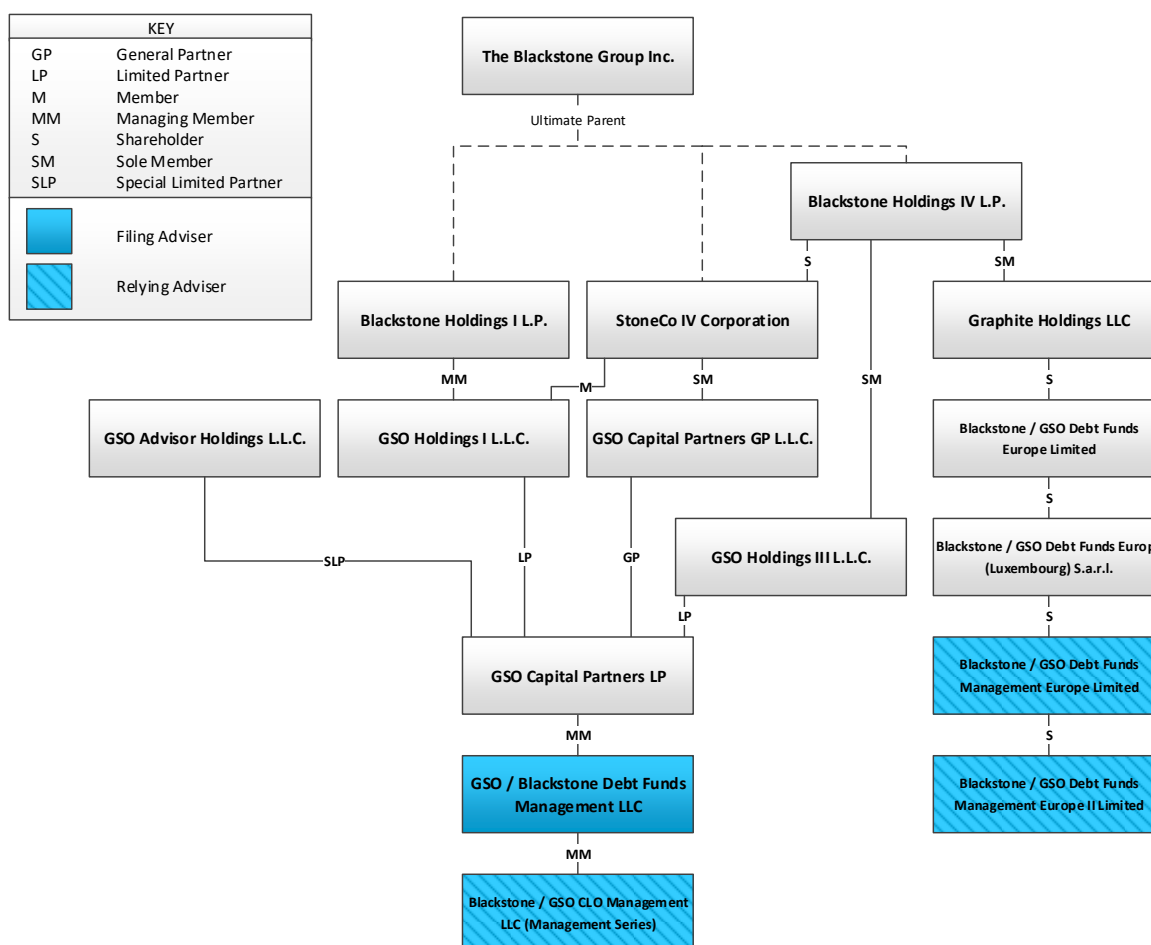 KEY
GP General Partner
LP Limited Partner
M Member
MM Managing Member
S Shareholder
SM Sole Member
SLP Special Limited Partner
Filing Adviser
Relying Adviser
The Blackstone Group Inc.
Ultimate Parent
Blackstone Holdings IV L.P.
S
SM
Blackstone Holdings I L.P.
StoneCo IV Corporation
Graphite Holdings LLC
MM
M
SM
SM
S
GSO Advisor Holdings L.L.C.
GSO Holdings I L.L.C.
GSO Capital Partners GP L.L.C.
Blackstone / GSO Debt Funds
Europe Limited
S
SLP
LP
GP
GSO Holdings III L.L.C.
Blackstone / GSO Debt Funds Europ
(Luxembourg) S.a.r.l.
LP
S
GSO Capital Partners LP
Blackstone / GSO Debt Funds
Management Europe Limited
MM
S
GSO / Blackstone Debt Funds
Management LLC
Blackstone / GSO Debt Funds
Management Europe II Limited
MM
Blackstone / GSO CLO Management
LLC (Management Series)